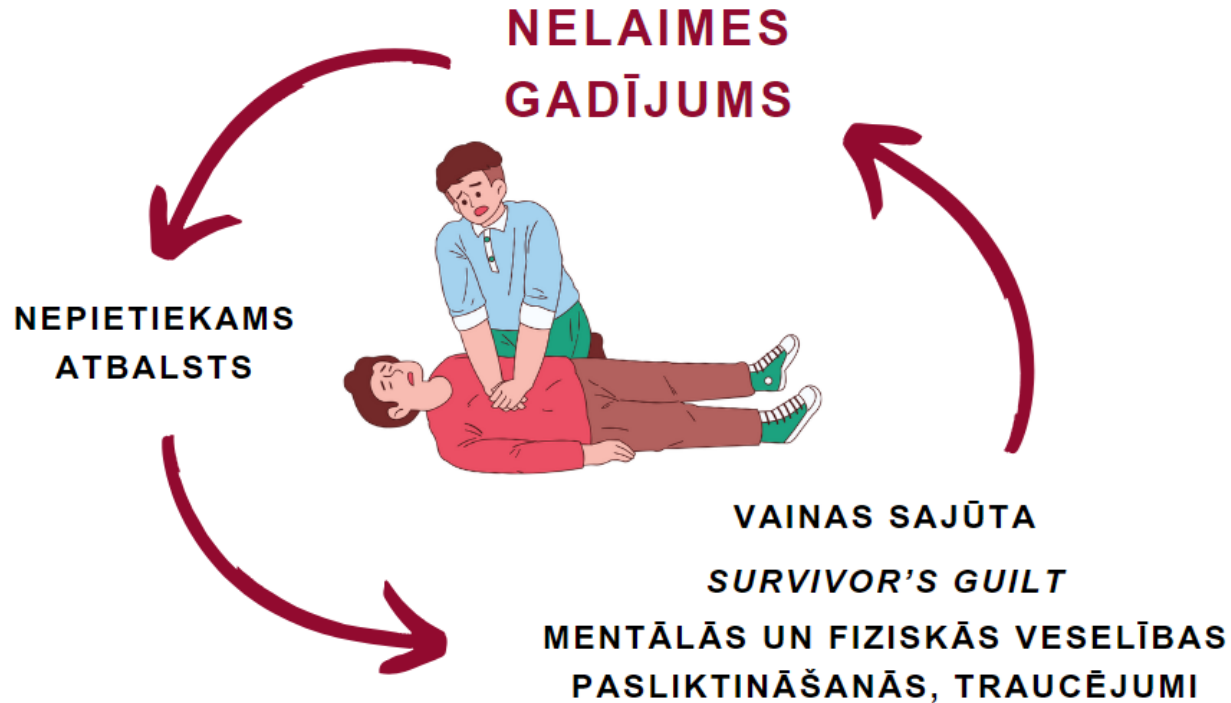 NELAIMES
GADĪJUMS
NEPIETIEKAMS
ATBALSTS
VAINAS SAJŪTA
SURVIVOR'S GUILT
MENTĀLĀS UN FIZISKĀS VESELĪBAS
PASLIKTINĀŠANĀS, TRAUCĒJUMI